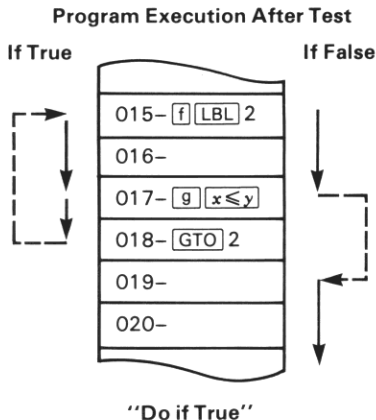 Program Execution After Test
If True
If False
015– f LBL 2
016–
017– g x≤y
018– GTO 2
019–
020–
"Do if True"